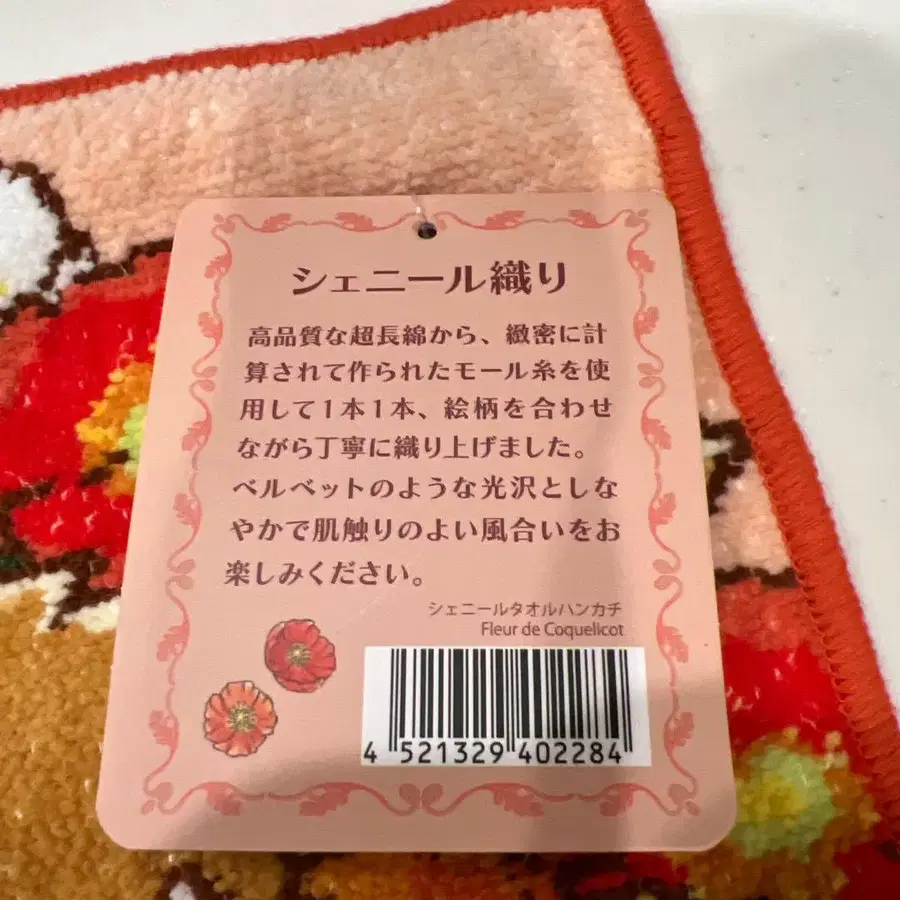 シェニール織り
高品質な超長綿から、緻密に計
算されて作られたモール糸を使
用して1本1本、絵柄を合わせ
ながら丁寧に織り上げました。
ベルベットのような光沢としな
やかで肌触りのよい風合いをお
楽しみください。
シェニールタオルハンカチ
Fleur de Coquelicot
4 521329 402284